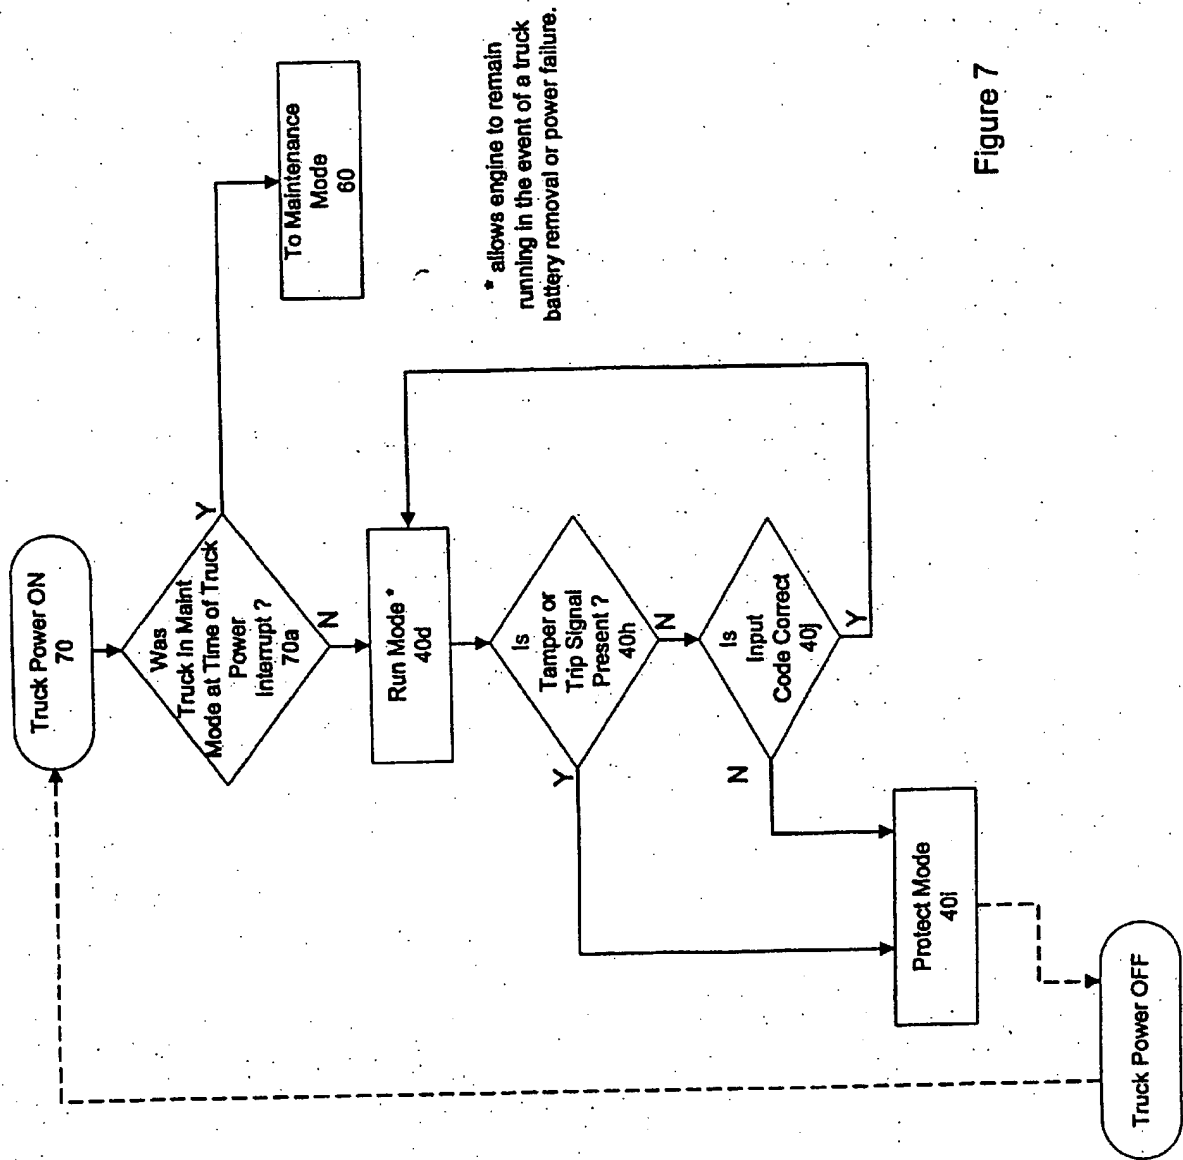 Truck Power ON
70
Was
Truck In Maint
Mode at Time of Truck
Power
Interrupt ?
70a
Y
N
To Maintenance
Mode
60
Run Mode *
40d
* allows engine to remain
running in the event of a truck
battery removal or power failure.
Is
Tamper or
Trip Signal
Present ?
40h
Y
N
Is
Input
Code Correct
40j
N
Y
Protect Mode
40i
Truck Power OFF
Figure 7